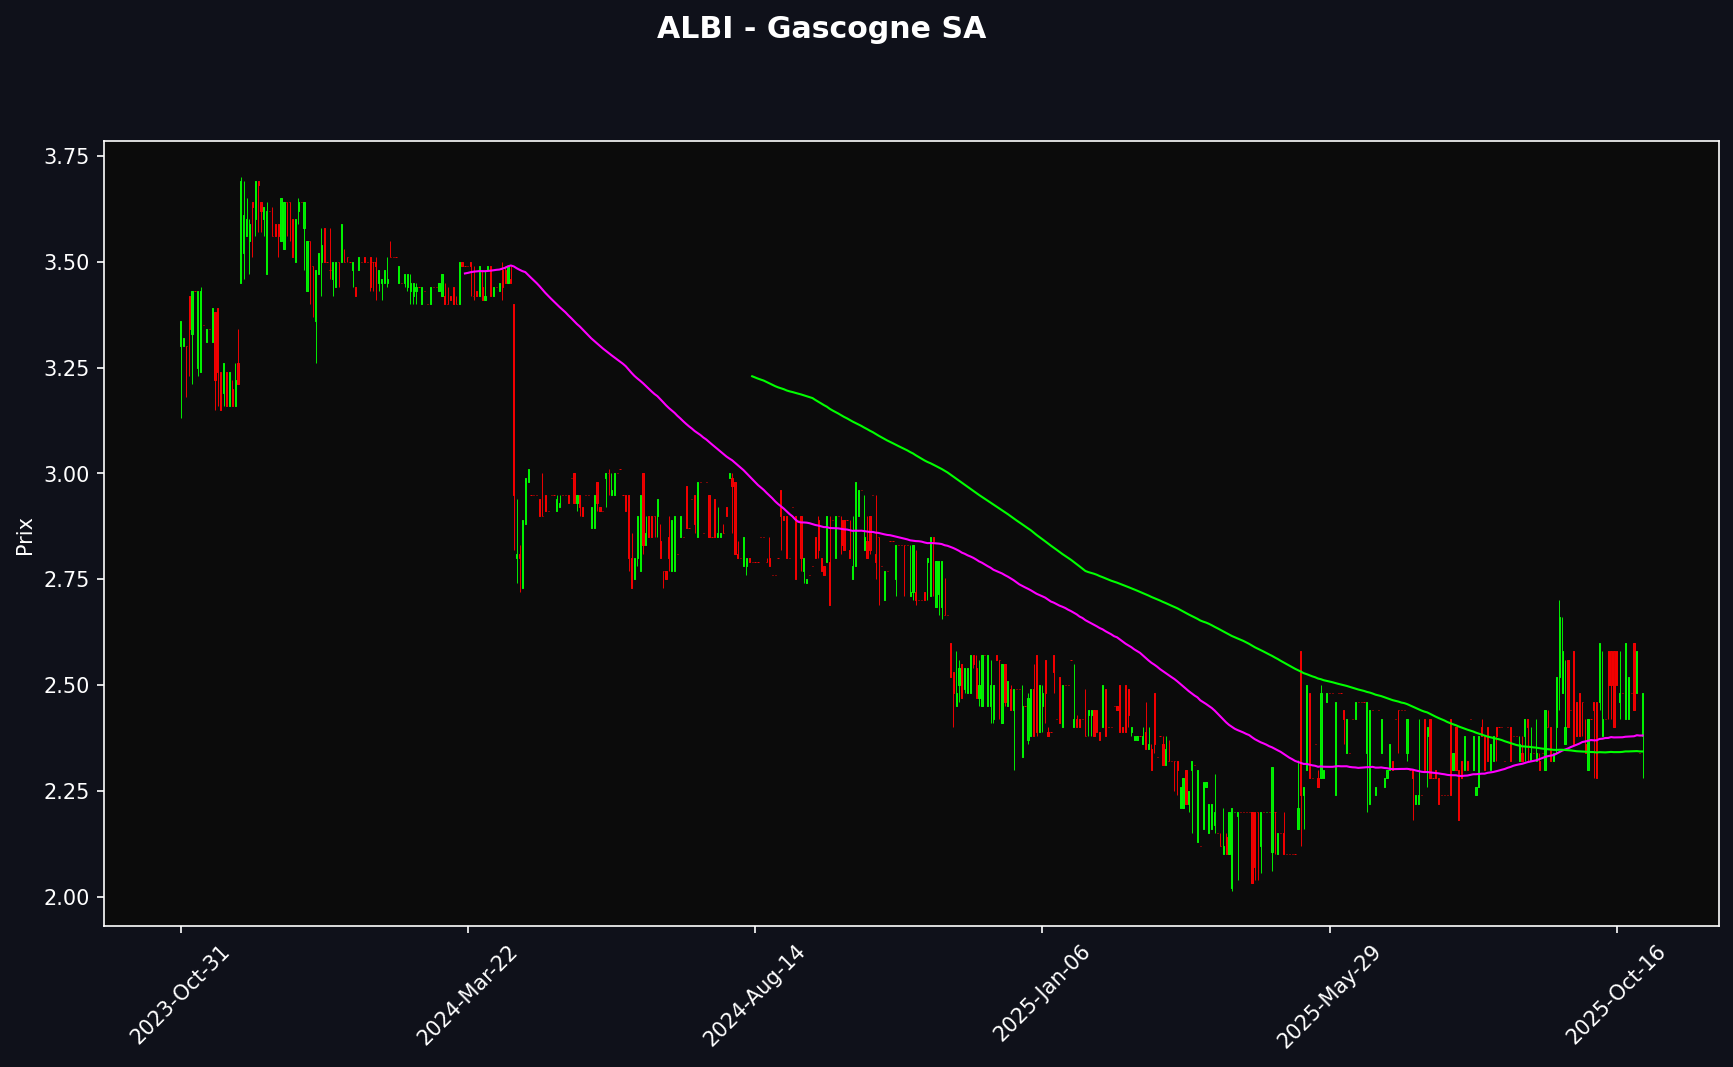 ALBI - Gascogne SA
Prix
3.75
3.50
3.25
3.00
2.75
2.50
2.25
2.00
2023-Oct-31
2024-Mar-22
2024-Aug-14
2025-Jan-06
2025-May-29
2025-Oct-16